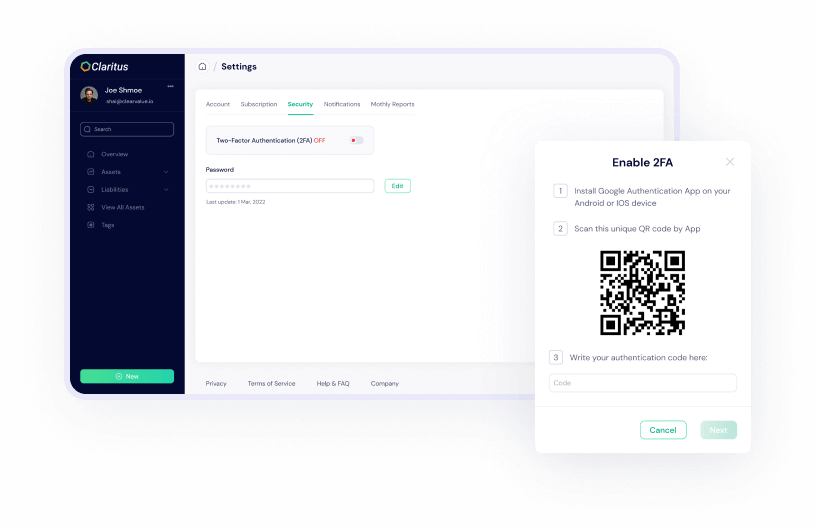 Claritus
Joe Shmoe
shai@clearvalue.io
Search
Overview
Assets
Liabilities
View All Assets
Tags
New
/ Settings
Account Subscription Security Notifications Mothly Reports
Two-Factor Authentication (2FA) OFF
Password
Edit
Last update: 1 Mar, 2022
Privacy Terms of Service Help & FAQ Company
Enable 2FA
1 Install Google Authentication App on your
Android or IOS device
2 Scan this unique QR code by App
3 Write your authentication code here:
Code
Cancel Next